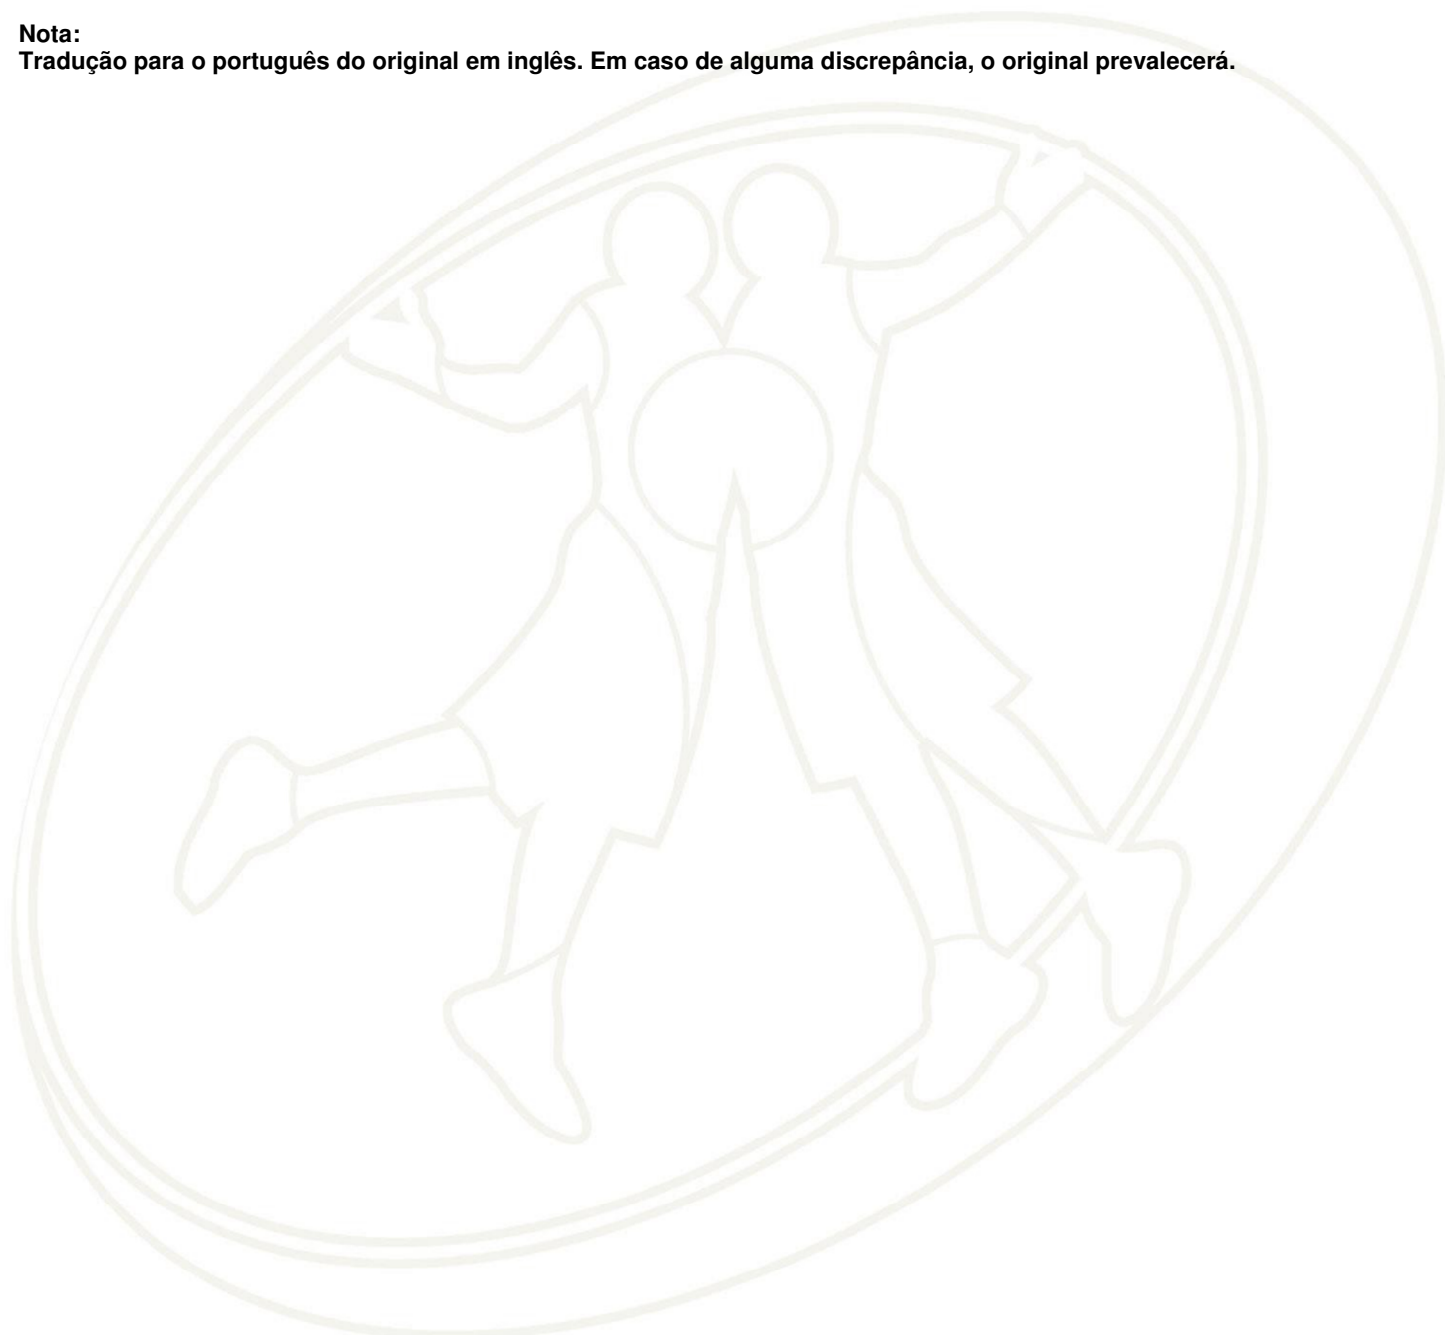 Nota:
Tradução para o português do original em inglês. Em caso de alguma discrepância, o original prevalecerá.